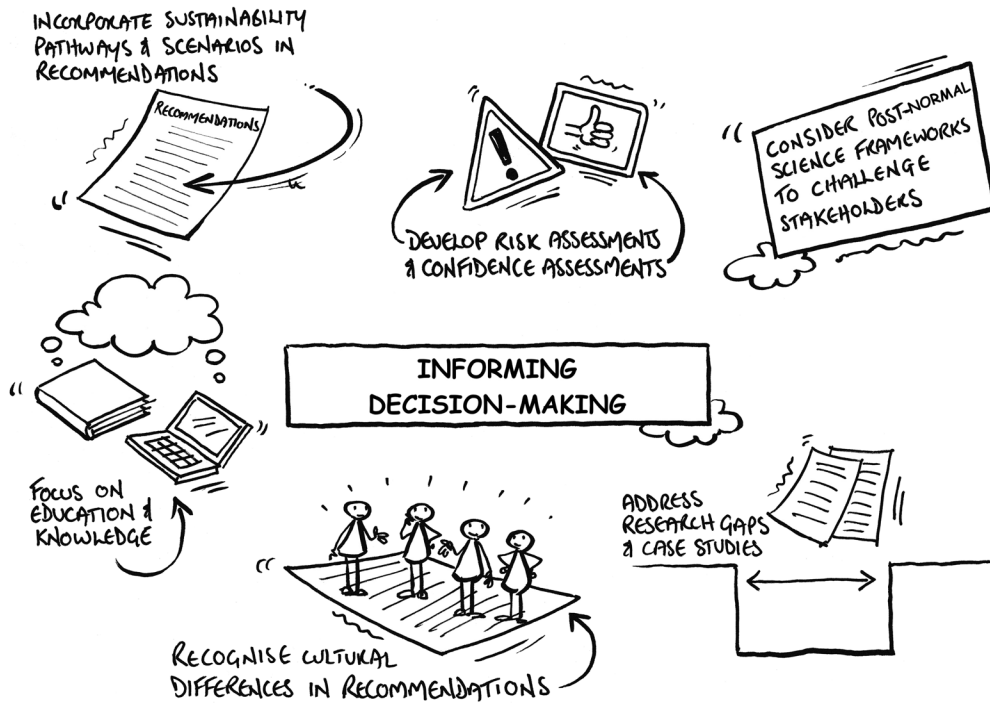 INCORPORATE SUSTAINABILITY
PATHWAYS & SCENARIOS IN
RECOMMENDATIONS
RECOMMENDATIONS
DEVELOP RISK ASSESSMENTS
& CONFIDENCE ASSESSMENTS
CONSIDER POST-NORMAL
SCIENCE FRAMEWORKS
TO CHALLENGE
STAKEHOLDERS
INFORMING
DECISION-MAKING
FOCUS ON
EDUCATION &
KNOWLEDGE
ADDRESS
RESEARCH GAPS
& CASE STUDIES
RECOGNISE CULTURAL
DIFFERENCES IN RECOMMENDATIONS